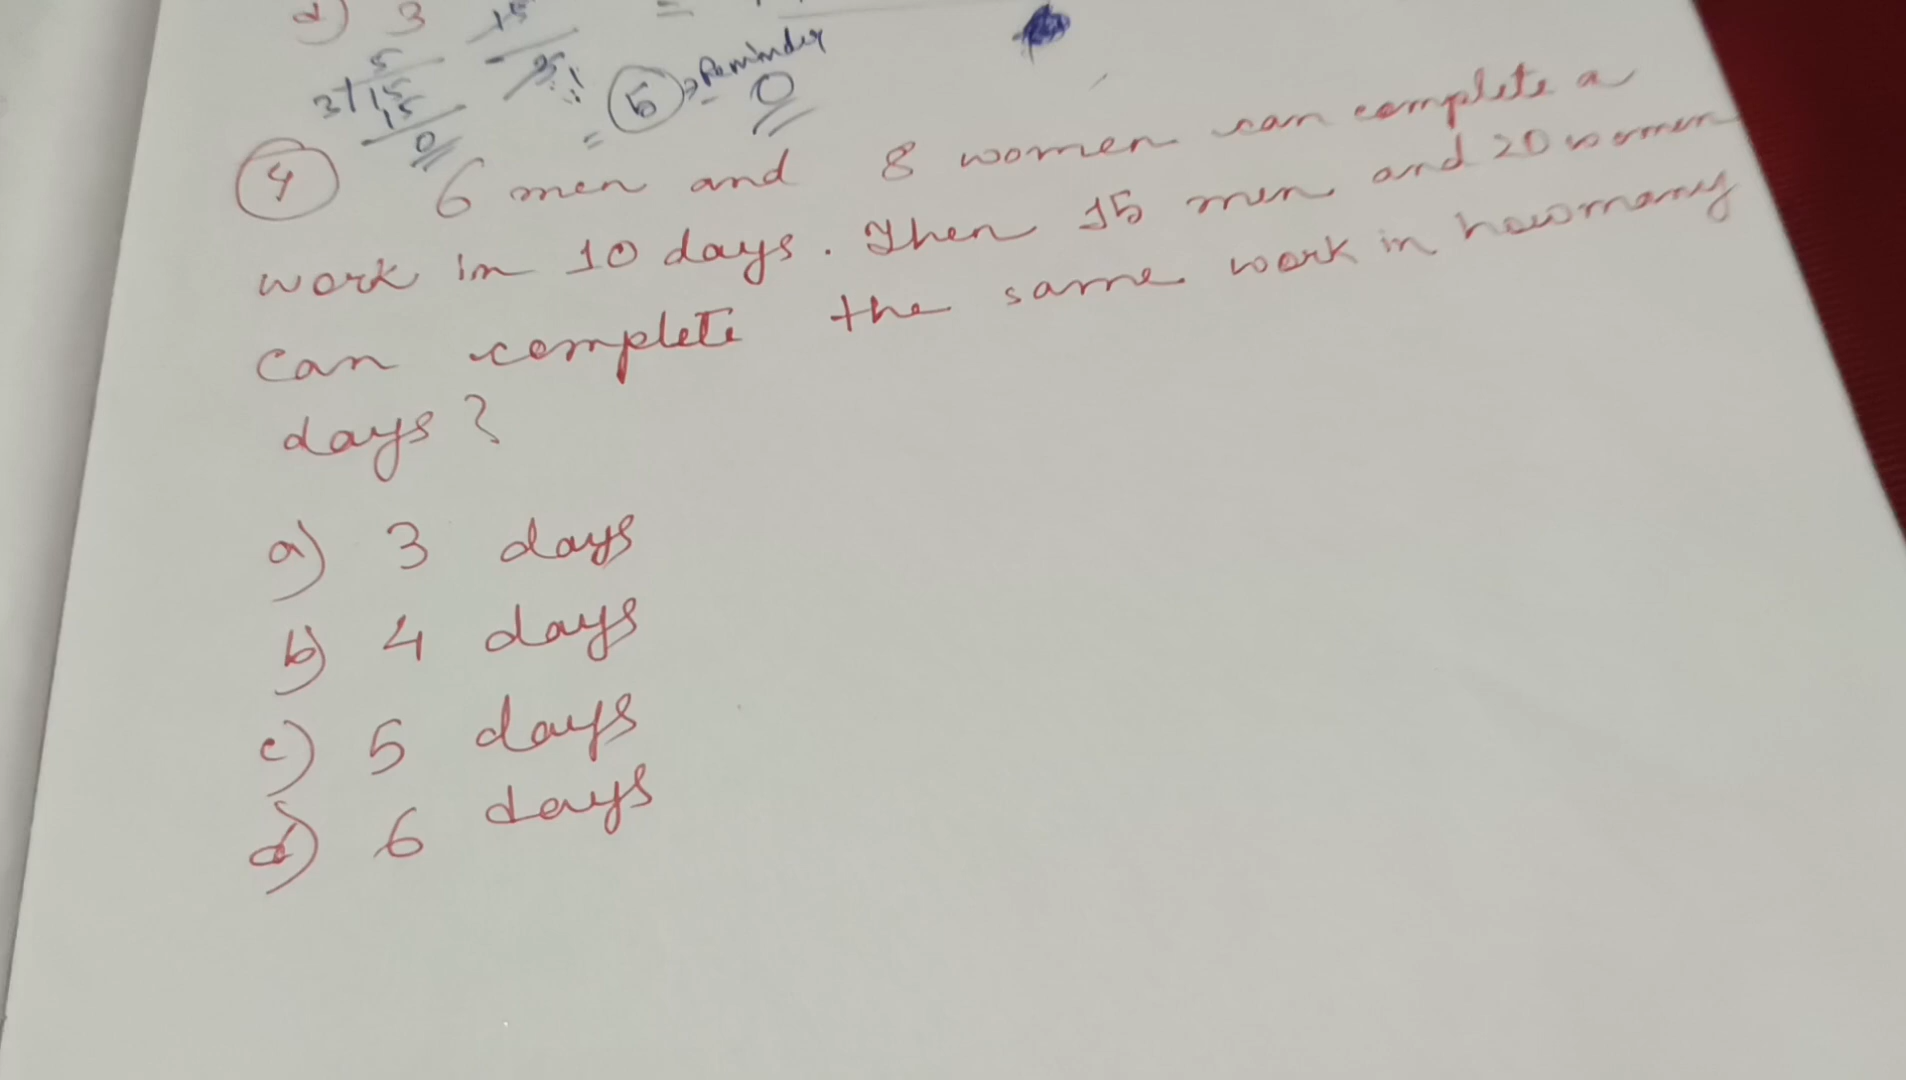 d) 3
15
=
5
3 15
15
0
= 5 Reminder
0
4 6 men and 8 women can complete a
work in 10 days. Then 15 men and 20 women
can complete the same work in howmany
days?
a) 3 days
b) 4 days
c) 5 days
d) 6 days